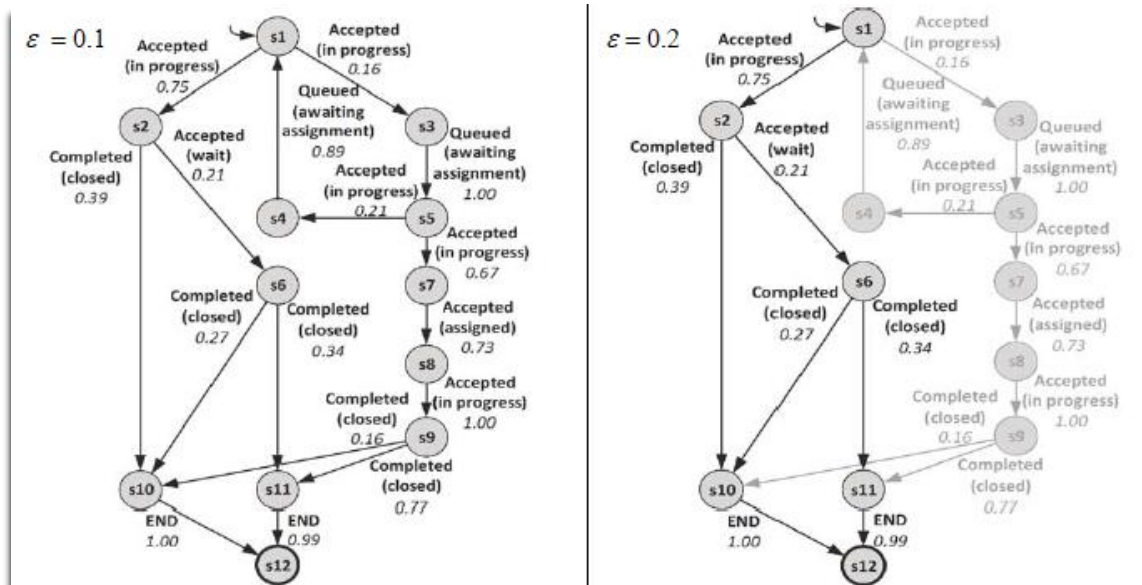 ε = 0.1
s1
Accepted
(in progress)
0.75
Accepted
(in progress)
0.16
s2
Accepted
(wait)
0.21
Queued
(awaiting
assignment)
0.89
s3
Queued
(awaiting
assignment)
1.00
Completed
(closed)
0.39
Accepted
(in progress)
0.21
s4
s5
Accepted
(in progress)
0.67
s6
s7
Completed
(closed)
0.27
Completed
(closed)
0.34
Accepted
(assigned)
0.73
s8
Accepted
(in progress)
1.00
Completed
(closed)
0.16
s9
Completed
(closed)
0.77
s10
s11
END
1.00
END
0.99
s12
ε = 0.2
s1
Accepted
(in progress)
0.75
Accepted
(in progress)
0.16
s2
Accepted
(wait)
0.21
Queued
(awaiting
assignment)
0.89
s3
Queued
(awaiting
assignment)
1.00
Completed
(closed)
0.39
Accepted
(in progress)
0.21
s4
s5
Accepted
(in progress)
0.67
s6
s7
Completed
(closed)
0.27
Completed
(closed)
0.34
Accepted
(assigned)
0.73
s8
Accepted
(in progress)
1.00
Completed
(closed)
0.16
s9
Completed
(closed)
0.77
s10
s11
END
1.00
END
0.99
s12